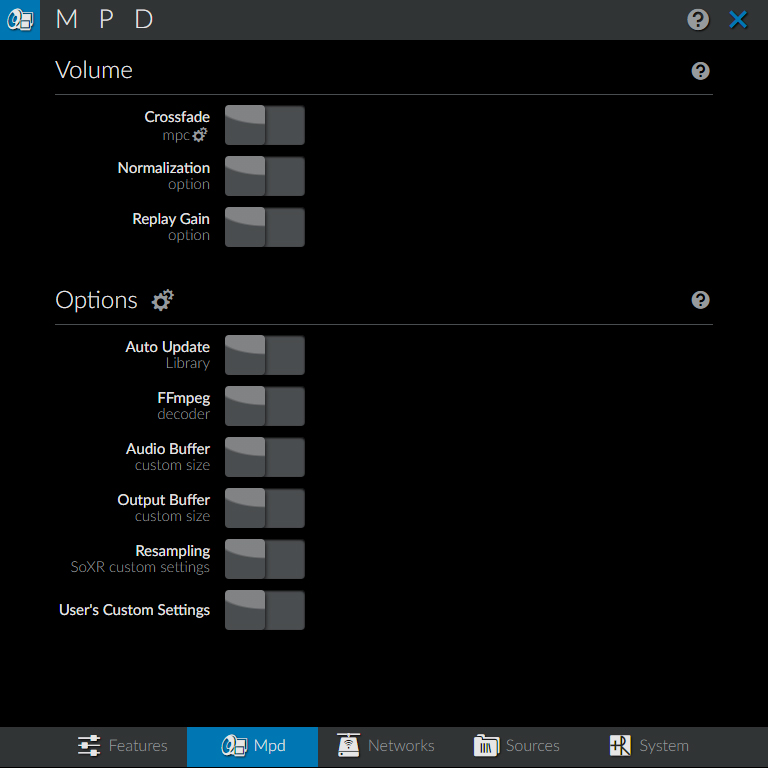 M P D
Volume
Crossfade
mpc
Normalization
option
Replay Gain
option
Options
Auto Update
Library
FFmpeg
decoder
Audio Buffer
custom size
Output Buffer
custom size
Resampling
SoXR custom settings
User's Custom Settings
Features
Mpd
Networks
Sources
+R
System